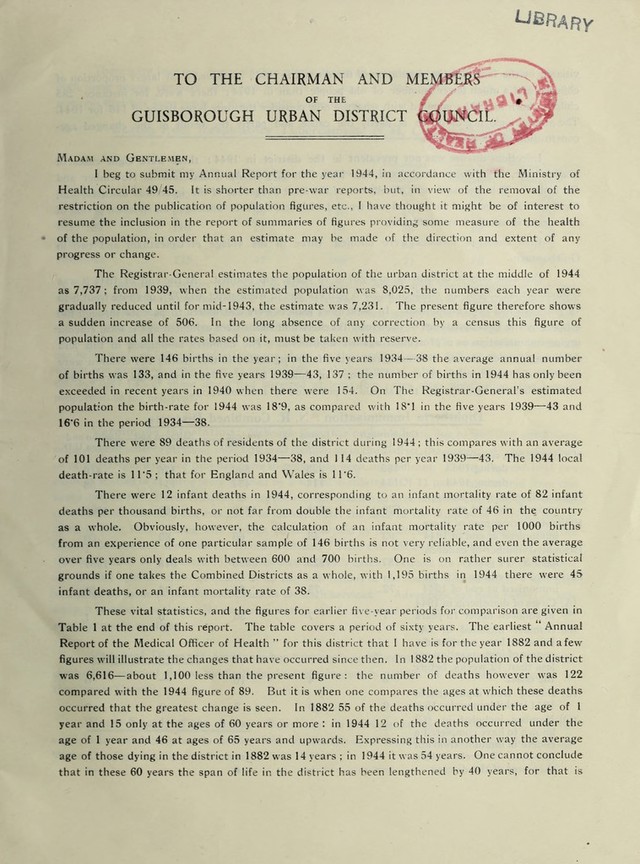 LIBRARY
TO THE CHAIRMAN AND MEMBERS
OF THE
GUISBOROUGH URBAN DISTRICT COUNCIL.
MINISTRY OF HEALTH
LIBRARY
MADAM AND GENTLEMEN,
I beg to submit my Annual Report for the year 1944, in accordance with the Ministry of
Health Circular 49/45. It is shorter than pre-war reports, but, in view of the removal of the
restriction on the publication of population figures, etc., I have thought it might be of interest to
resume the inclusion in the report of summaries of figures providing some measure of the health
of the population, in order that an estimate may be made of the direction and extent of any
progress or change.
The Registrar-General estimates the population of the urban district at the middle of 1944
as 7,737; from 1939, when the estimated population was 8,025, the numbers each year were
gradually reduced until for mid-1943, the estimate was 7,231. The present figure therefore shows
a sudden increase of 506. In the long absence of any correction by a census this figure of
population and all the rates based on it, must be taken with reserve.
There were 146 births in the year; in the five years 1934—38 the average annual number
of births was 133, and in the five years 1939—43, 137; the number of births in 1944 has only been
exceeded in recent years in 1940 when there were 154. On The Registrar-General's estimated
population the birth-rate for 1944 was 18·9, as compared with 18·1 in the five years 1939—43 and
16·6 in the period 1934—38.
There were 89 deaths of residents of the district during 1944; this compares with an average
of 101 deaths per year in the period 1934—38, and 114 deaths per year 1939—43. The 1944 local
death-rate is 11·5; that for England and Wales is 11·6.
There were 12 infant deaths in 1944, corresponding to an infant mortality rate of 82 infant
deaths per thousand births, or not far from double the infant mortality rate of 46 in the country
as a whole. Obviously, however, the calculation of an infant mortality rate per 1000 births
from an experience of one particular sample of 146 births is not very reliable, and even the average
over five years only deals with between 600 and 700 births. One is on rather surer statistical
grounds if one takes the Combined Districts as a whole, with 1,195 births in 1944 there were 45
infant deaths, or an infant mortality rate of 38.
These vital statistics, and the figures for earlier five-year periods for comparison are given in
Table 1 at the end of this report. The table covers a period of sixty years. The earliest “ Annual
Report of the Medical Officer of Health ” for this district that I have is for the year 1882 and a few
figures will illustrate the changes that have occurred since then. In 1882 the population of the district
was 6,616—about 1,100 less than the present figure: the number of deaths however was 122
compared with the 1944 figure of 89. But it is when one compares the ages at which these deaths
occurred that the greatest change is seen. In 1882 55 of the deaths occurred under the age of 1
year and 15 only at the ages of 60 years or more: in 1944 12 of the deaths occurred under the
age of 1 year and 46 at ages of 65 years and upwards. Expressing this in another way the average
age of those dying in the district in 1882 was 14 years; in 1944 it was 54 years. One cannot conclude
that in these 60 years the span of life in the district has been lengthened by 40 years, for that is